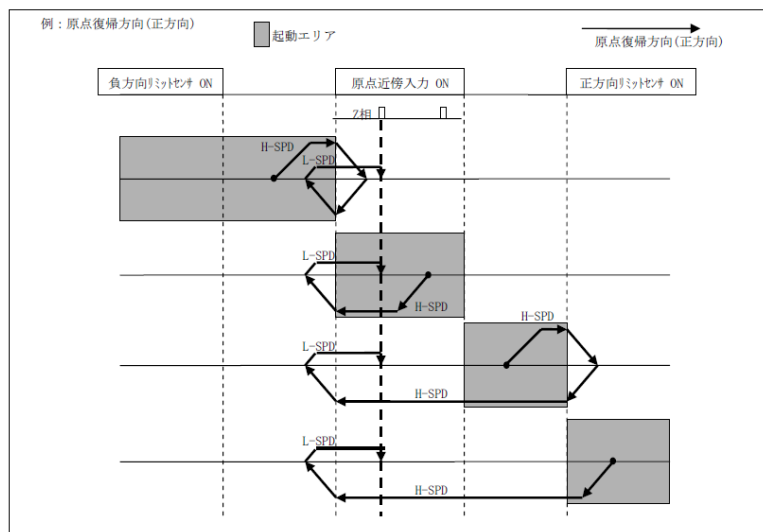 例：原点復帰方向(正方向)
起動エリア
原点復帰方向(正方向)
負方向ﾘﾐｯﾄｾﾝｻ ON
原点近傍入力 ON
正方向ﾘﾐｯﾄｾﾝｻ ON
Z相
H-SPD
L-SPD
L-SPD
H-SPD
H-SPD
L-SPD
H-SPD
L-SPD
H-SPD